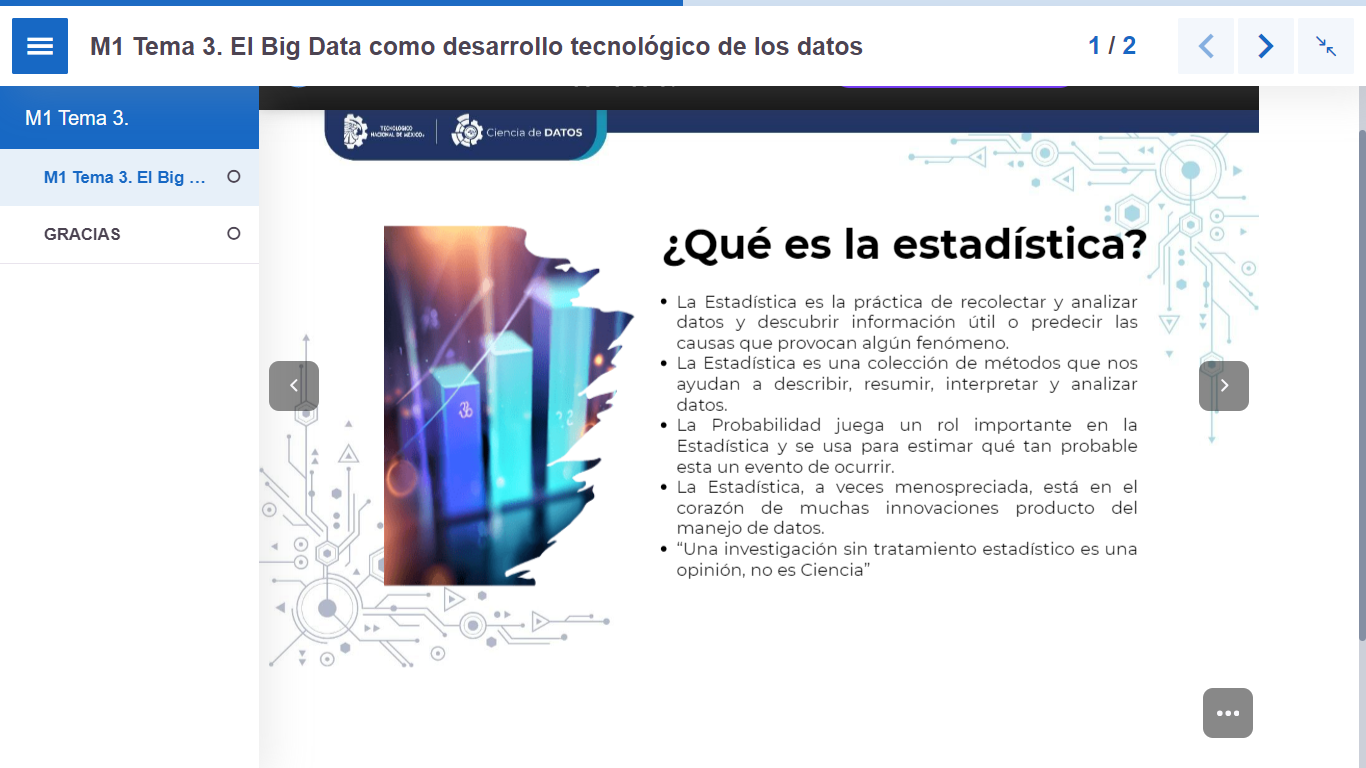 M1 Tema 3. El Big Data como desarrollo tecnológico de los datos
1 / 2
M1 Tema 3.
M1 Tema 3. El Big ...
GRACIAS
TECNOLÓGICO
NACIONAL DE MÉXICO
Ciencia de DATOS
¿Qué es la estadística?
• La Estadística es la práctica de recolectar y analizar
datos y descubrir información útil o predecir las
causas que provocan algún fenómeno.
• La Estadística es una colección de métodos que nos
ayudan a describir, resumir, interpretar y analizar
datos.
• La Probabilidad juega un rol importante en la
Estadística y se usa para estimar qué tan probable
esta un evento de ocurrir.
• La Estadística, a veces menospreciada, está en el
corazón de muchas innovaciones producto del
manejo de datos.
• “Una investigación sin tratamiento estadístico es una
opinión, no es Ciencia”